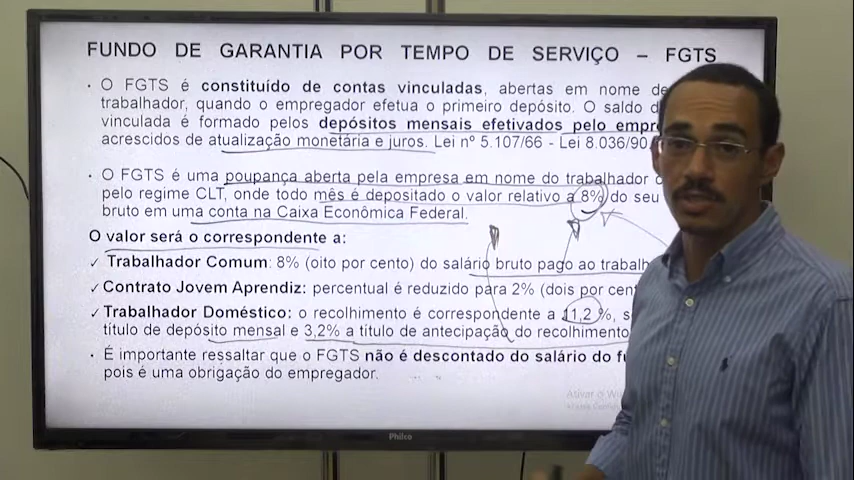 FUNDO DE GARANTIA POR TEMPO DE SERVIÇO – FGTS
· O FGTS é constituído de contas vinculadas, abertas em nome de
trabalhador, quando o empregador efetua o primeiro depósito. O saldo d
vinculada é formado pelos depósitos mensais efetivados pelo empre
acrescidos de atualização monetária e juros. Lei nº 5.107/66 - Lei 8.036/90
· O FGTS é uma poupança aberta pela empresa em nome do trabalhador
pelo regime CLT, onde todo mês é depositado o valor relativo a 8% do seu
bruto em uma conta na Caixa Econômica Federal.
O valor será o correspondente a:
✓ Trabalhador Comum: 8% (oito por cento) do salário bruto pago ao trabalh
✓ Contrato Jovem Aprendiz: percentual é reduzido para 2% (dois por cent
✓ Trabalhador Doméstico: o recolhimento é correspondente a 11,2 %, s
título de depósito mensal e 3,2% a título de antecipação do recolhimento
· É importante ressaltar que o FGTS não é descontado do salário do fu
pois é uma obrigação do empregador.
Ativar o W
Philco